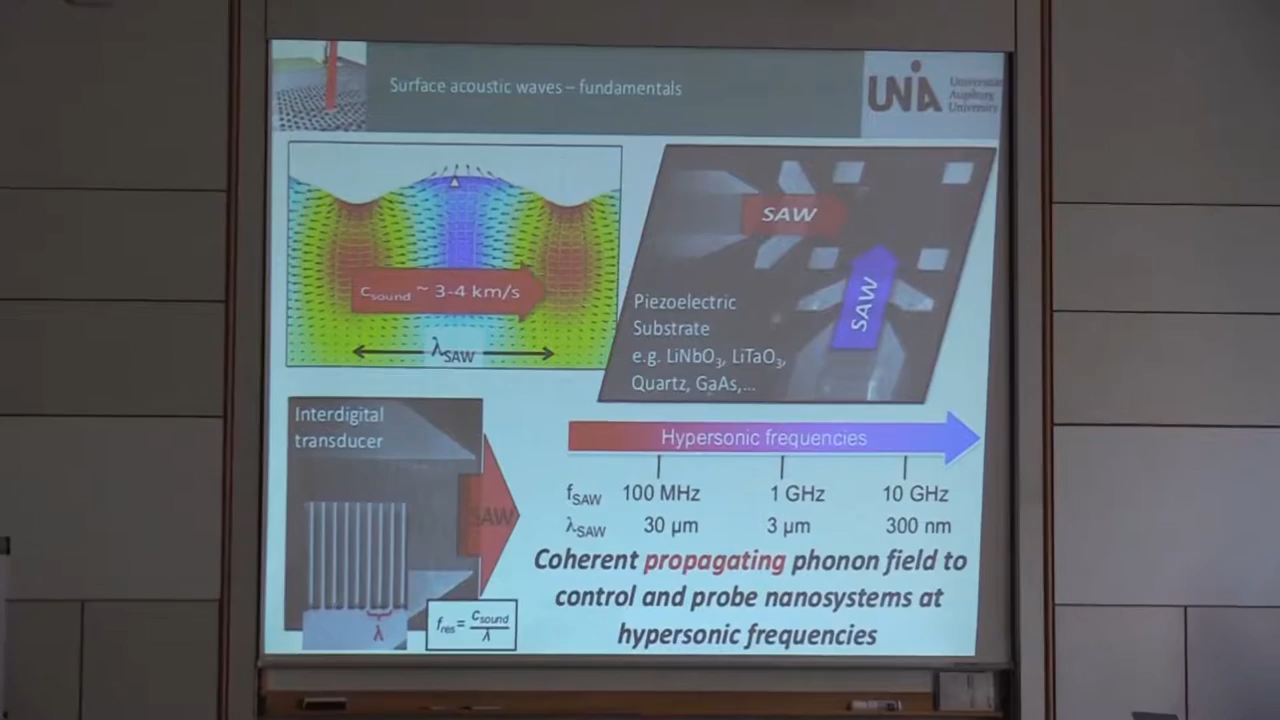 Surface acoustic waves – fundamentals
UNIA
Universität
Augsburg
University
c_sound ~ 3-4 km/s
λ_SAW
SAW
SAW
Piezoelectric
Substrate
e.g. LiNbO₃, LiTaO₃,
Quartz, GaAs,...
Interdigital
transducer
SAW
λ
f_res = c_sound / λ
Hypersonic frequencies
f_SAW 100 MHz 1 GHz 10 GHz
λ_SAW 30 µm 3 µm 300 nm
Coherent propagating phonon field to
control and probe nanosystems at
hypersonic frequencies